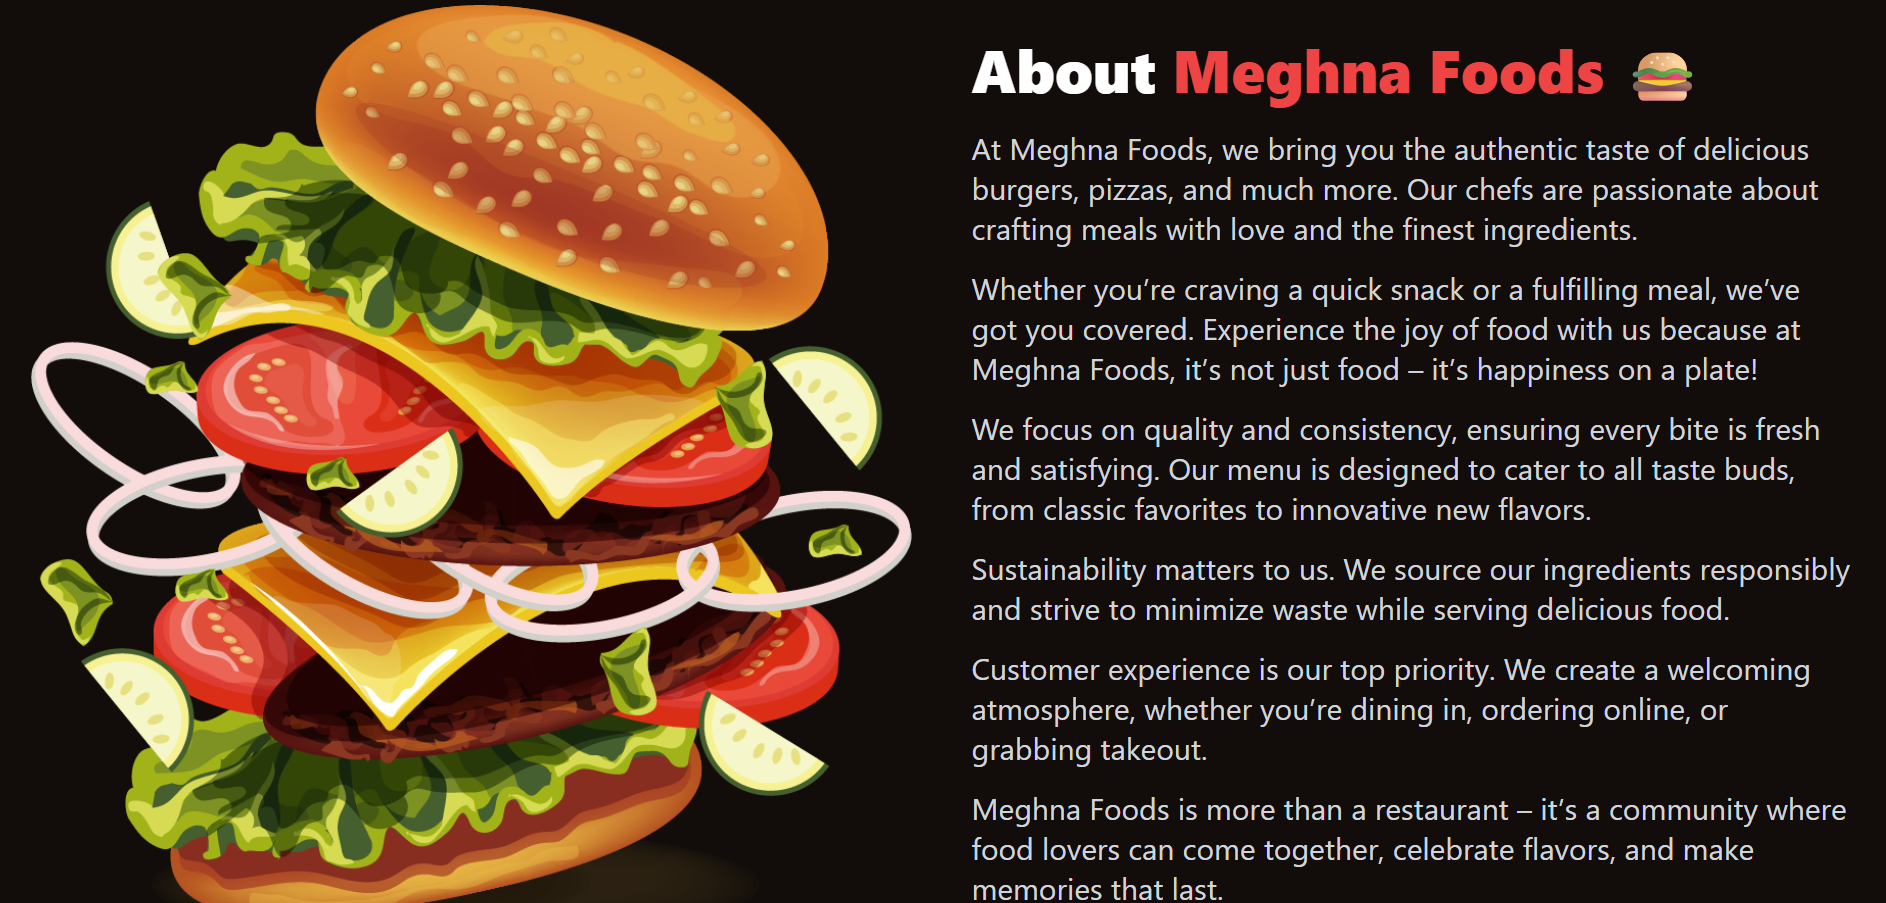 About Meghna Foods 🍔
At Meghna Foods, we bring you the authentic taste of delicious
burgers, pizzas, and much more. Our chefs are passionate about
crafting meals with love and the finest ingredients.
Whether you’re craving a quick snack or a fulfilling meal, we’ve
got you covered. Experience the joy of food with us because at
Meghna Foods, it’s not just food – it’s happiness on a plate!
We focus on quality and consistency, ensuring every bite is fresh
and satisfying. Our menu is designed to cater to all taste buds,
from classic favorites to innovative new flavors.
Sustainability matters to us. We source our ingredients responsibly
and strive to minimize waste while serving delicious food.
Customer experience is our top priority. We create a welcoming
atmosphere, whether you’re dining in, ordering online, or
grabbing takeout.
Meghna Foods is more than a restaurant – it’s a community where
food lovers can come together, celebrate flavors, and make
memories that last.